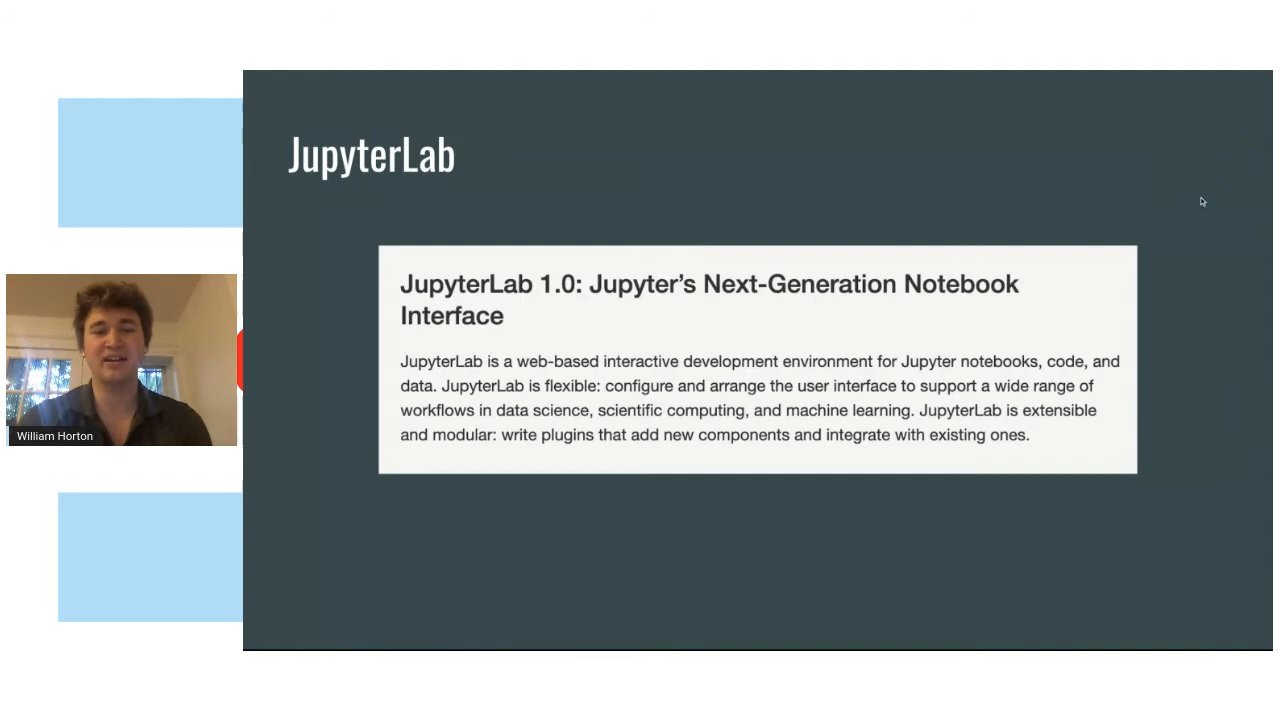 JupyterLab
JupyterLab 1.0: Jupyter’s Next-Generation Notebook
Interface
JupyterLab is a web-based interactive development environment for Jupyter notebooks, code, and
data. JupyterLab is flexible: configure and arrange the user interface to support a wide range of
workflows in data science, scientific computing, and machine learning. JupyterLab is extensible
and modular: write plugins that add new components and integrate with existing ones.
William Horton